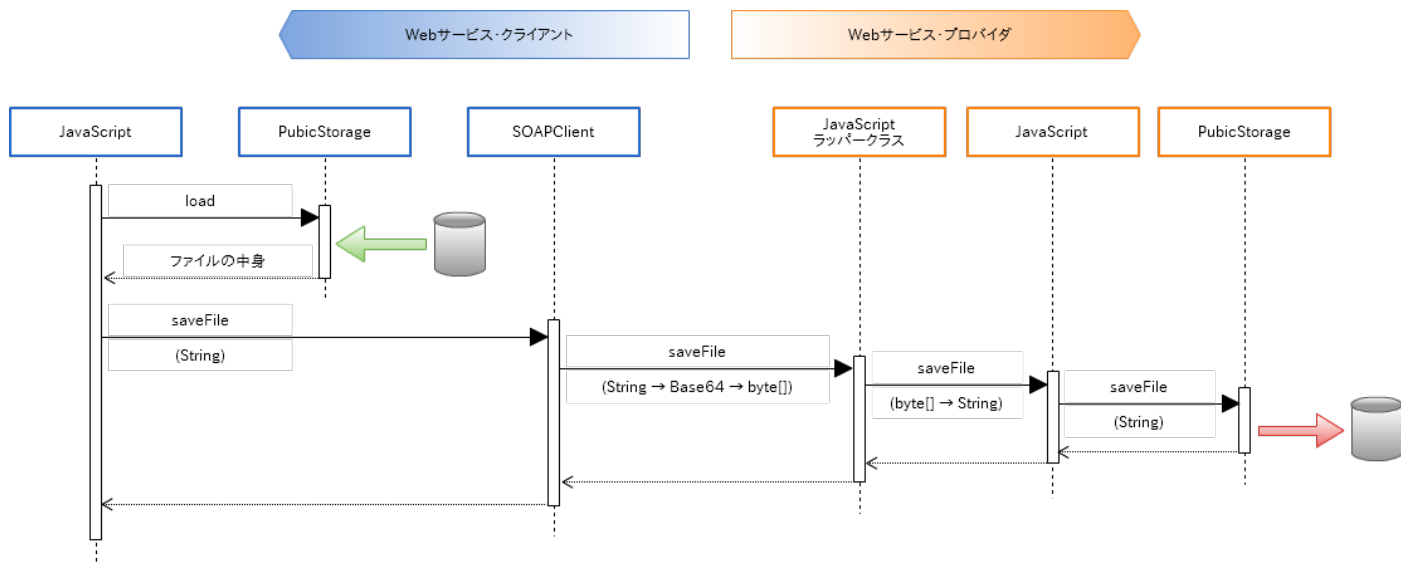 Webサービス・クライアント
Webサービス・プロバイダ
JavaScript
PubicStorage
SOAPClient
JavaScript
ラッパークラス
JavaScript
PubicStorage
load
ファイルの中身
saveFile
(String)
saveFile
(String → Base64 → byte[])
saveFile
(byte[] → String)
saveFile
(String)